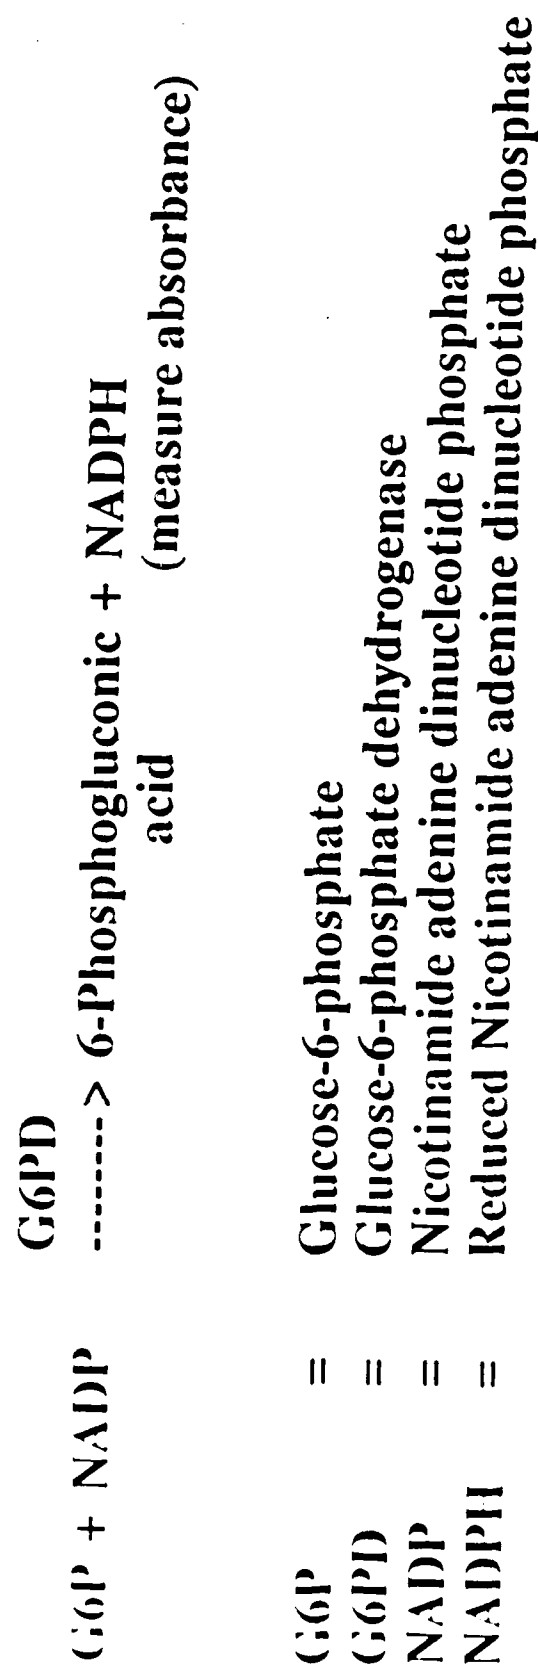 G6PD
G6P + NADP --------> 6-Phosphogluconic + NADPH
acid (measure absorbance)
G6P = Glucose-6-phosphate
G6PD = Glucose-6-phosphate dehydrogenase
NADP = Nicotinamide adenine dinucleotide phosphate
NADPH = Reduced Nicotinamide adenine dinucleotide phosphate